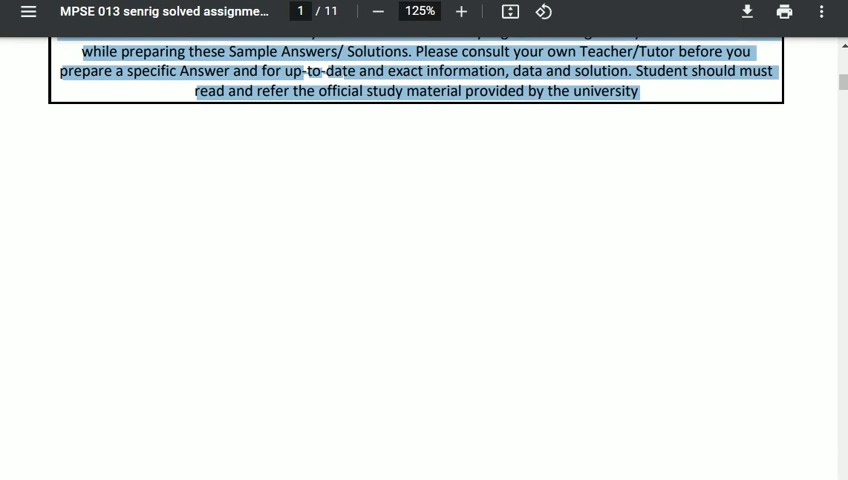 MPSE 013 senrig solved assignme... 1 / 11 125%
while preparing these Sample Answers/ Solutions. Please consult your own Teacher/Tutor before you
prepare a specific Answer and for up-to-date and exact information, data and solution. Student should must
read and refer the official study material provided by the university